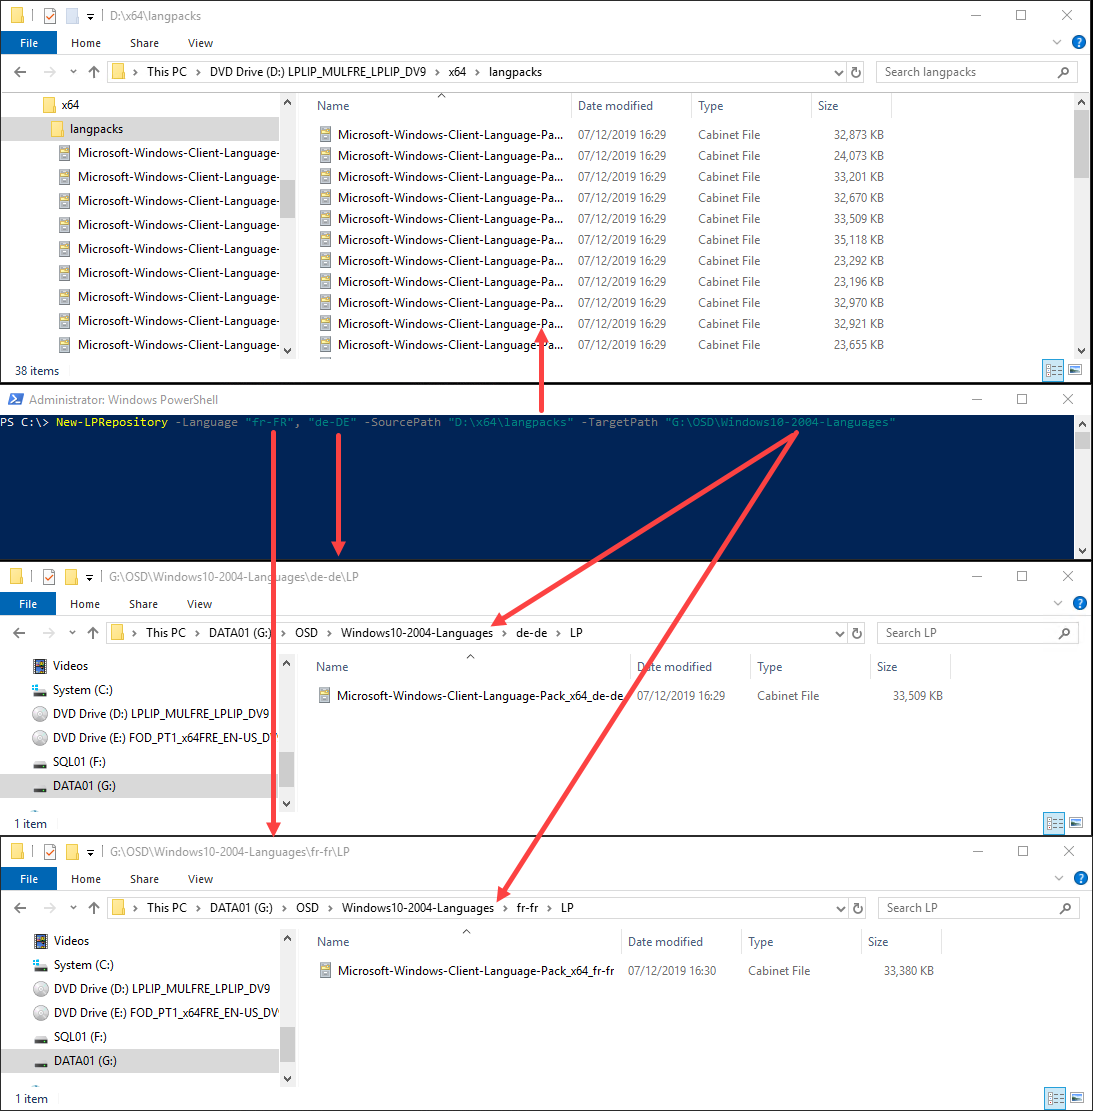 D:\x64\langpacks
File Home Share View
This PC DVD Drive (D:) LPLIP_MULFRE_LPLIP_DV9 x64 langpacks Search langpacks
x64
langpacks
Microsoft-Windows-Client-Language-
Microsoft-Windows-Client-Language-
Microsoft-Windows-Client-Language-
Microsoft-Windows-Client-Language-
Microsoft-Windows-Client-Language-
Microsoft-Windows-Client-Language-
Microsoft-Windows-Client-Language-
Microsoft-Windows-Client-Language-
Microsoft-Windows-Client-Language-
Name Date modified Type Size
Microsoft-Windows-Client-Language-Pa... 07/12/2019 16:29 Cabinet File 32,873 KB
Microsoft-Windows-Client-Language-Pa... 07/12/2019 16:29 Cabinet File 24,073 KB
Microsoft-Windows-Client-Language-Pa... 07/12/2019 16:29 Cabinet File 33,201 KB
Microsoft-Windows-Client-Language-Pa... 07/12/2019 16:29 Cabinet File 32,670 KB
Microsoft-Windows-Client-Language-Pa... 07/12/2019 16:29 Cabinet File 33,509 KB
Microsoft-Windows-Client-Language-Pa... 07/12/2019 16:29 Cabinet File 35,118 KB
Microsoft-Windows-Client-Language-Pa... 07/12/2019 16:29 Cabinet File 23,292 KB
Microsoft-Windows-Client-Language-Pa... 07/12/2019 16:29 Cabinet File 23,196 KB
Microsoft-Windows-Client-Language-Pa... 07/12/2019 16:29 Cabinet File 32,970 KB
Microsoft-Windows-Client-Language-Pa... 07/12/2019 16:29 Cabinet File 32,921 KB
Microsoft-Windows-Client-Language-Pa... 07/12/2019 16:29 Cabinet File 23,655 KB
38 items
Administrator: Windows PowerShell
PS C:\> New-LPRepository -Language "fr-FR", "de-DE" -SourcePath "D:\x64\langpacks" -TargetPath "G:\OSD\Windows10-2004-Languages"
G:\OSD\Windows10-2004-Languages\de-de\LP
File Home Share View
This PC DATA01 (G:) OSD Windows10-2004-Languages de-de LP Search LP
Videos
System (C:)
DVD Drive (D:) LPLIP_MULFRE_LPLIP_DV9
DVD Drive (E:) FOD_PT1_x64FRE_EN-US_DV
SQL01 (F:)
DATA01 (G:)
Name Date modified Type Size
Microsoft-Windows-Client-Language-Pack_x64_de-de 07/12/2019 16:29 Cabinet File 33,509 KB
1 item
G:\OSD\Windows10-2004-Languages\fr-fr\LP
File Home Share View
This PC DATA01 (G:) OSD Windows10-2004-Languages fr-fr LP Search LP
Videos
System (C:)
DVD Drive (D:) LPLIP_MULFRE_LPLIP_DV9
DVD Drive (E:) FOD_PT1_x64FRE_EN-US_DV
SQL01 (F:)
DATA01 (G:)
Name Date modified Type Size
Microsoft-Windows-Client-Language-Pack_x64_fr-fr 07/12/2019 16:30 Cabinet File 33,380 KB
1 item